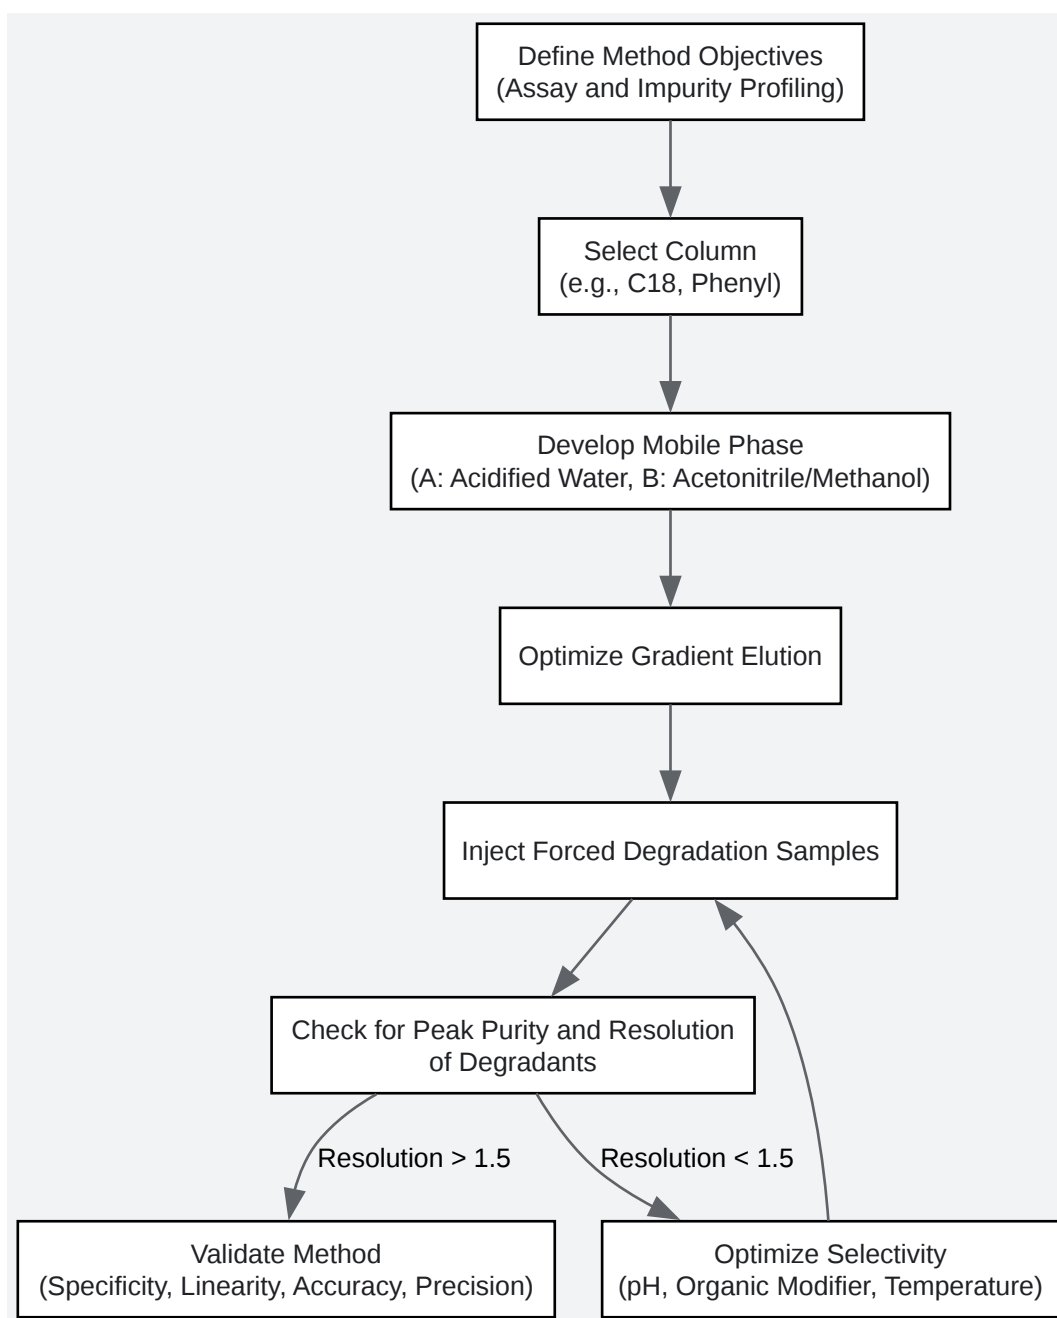 Define Method Objectives
(Assay and Impurity Profiling)
Select Column
(e.g., C18, Phenyl)
Develop Mobile Phase
(A: Acidified Water, B: Acetonitrile/Methanol)
Optimize Gradient Elution
Inject Forced Degradation Samples
Check for Peak Purity and Resolution
of Degradants
Resolution > 1.5
Resolution < 1.5
Validate Method
(Specificity, Linearity, Accuracy, Precision)
Optimize Selectivity
(pH, Organic Modifier, Temperature)